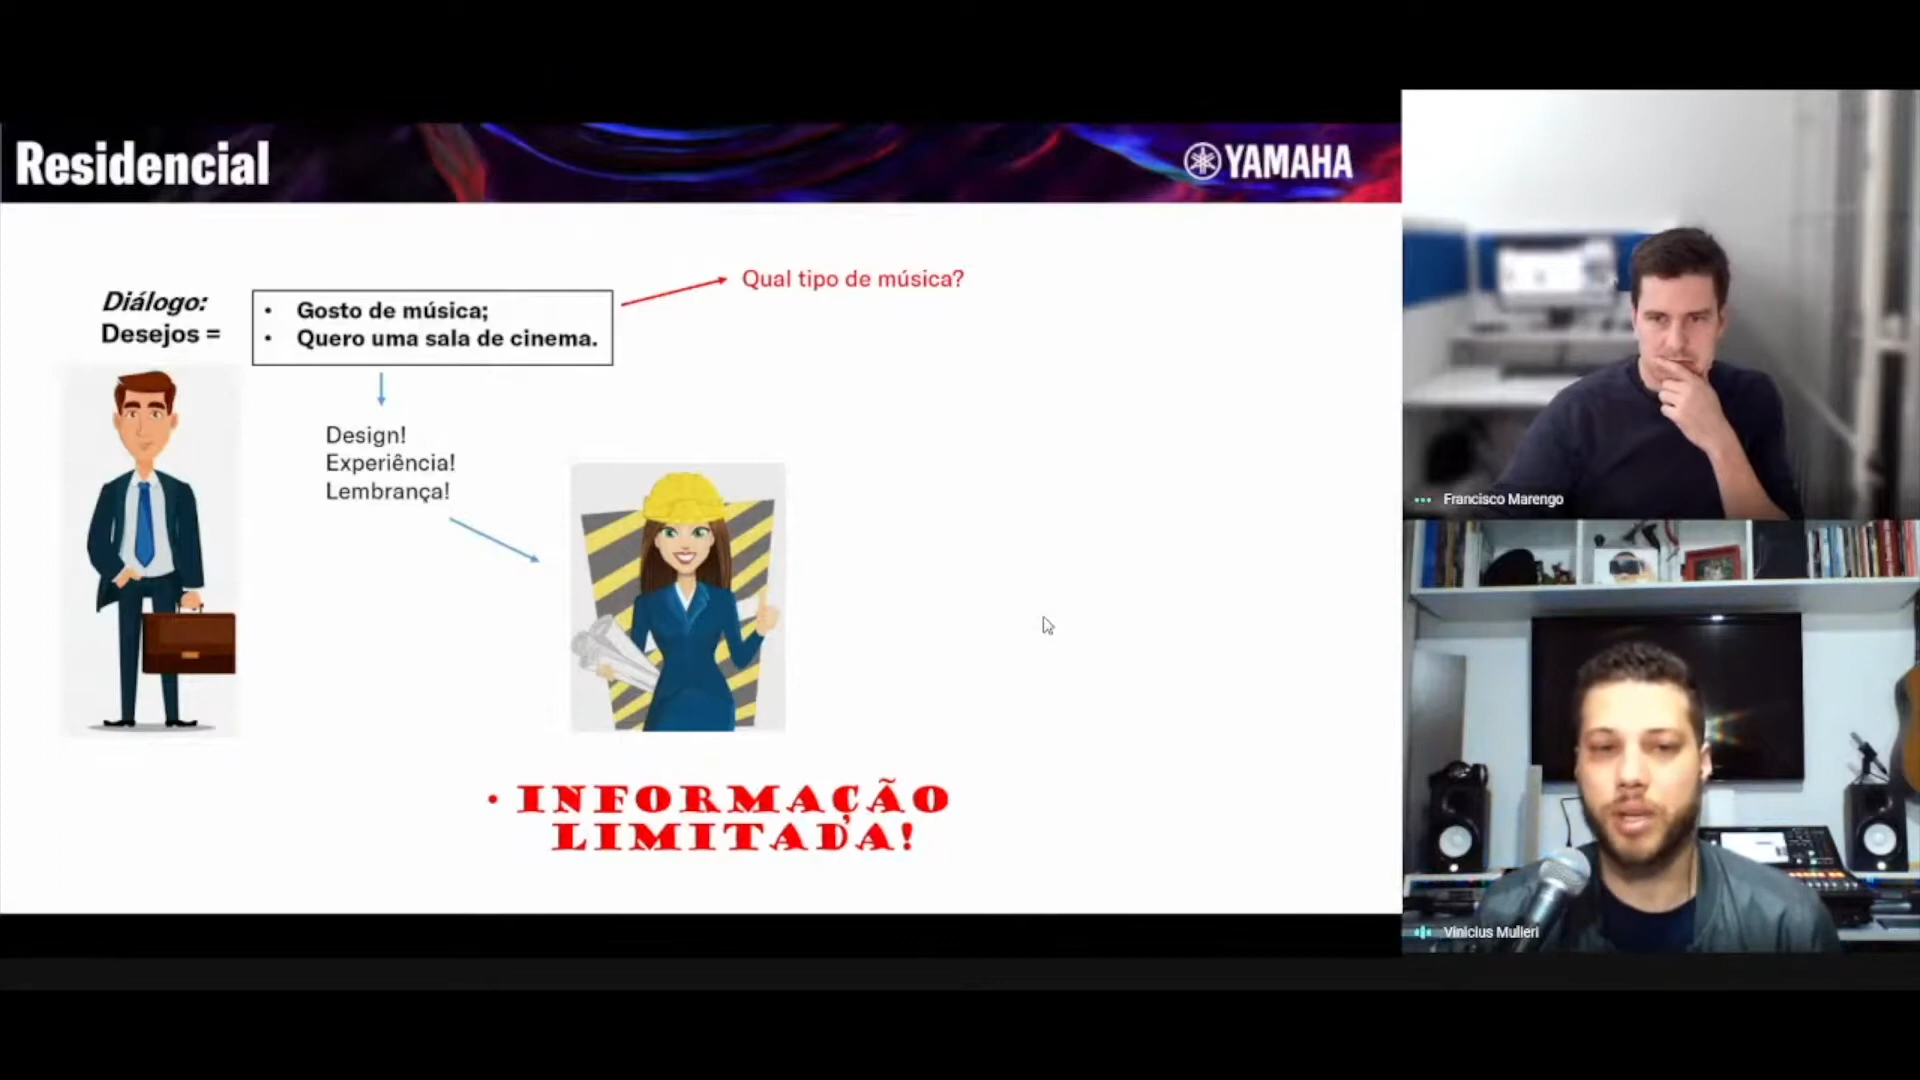 Residencial
YAMAHA
Qual tipo de música?
Diálogo:
Desejos =
• Gosto de música;
• Quero uma sala de cinema.
Design!
Experiência!
Lembrança!
• INFORMAÇÃO
LIMITADA!
Francisco Marengo
Vinicius Mulieri